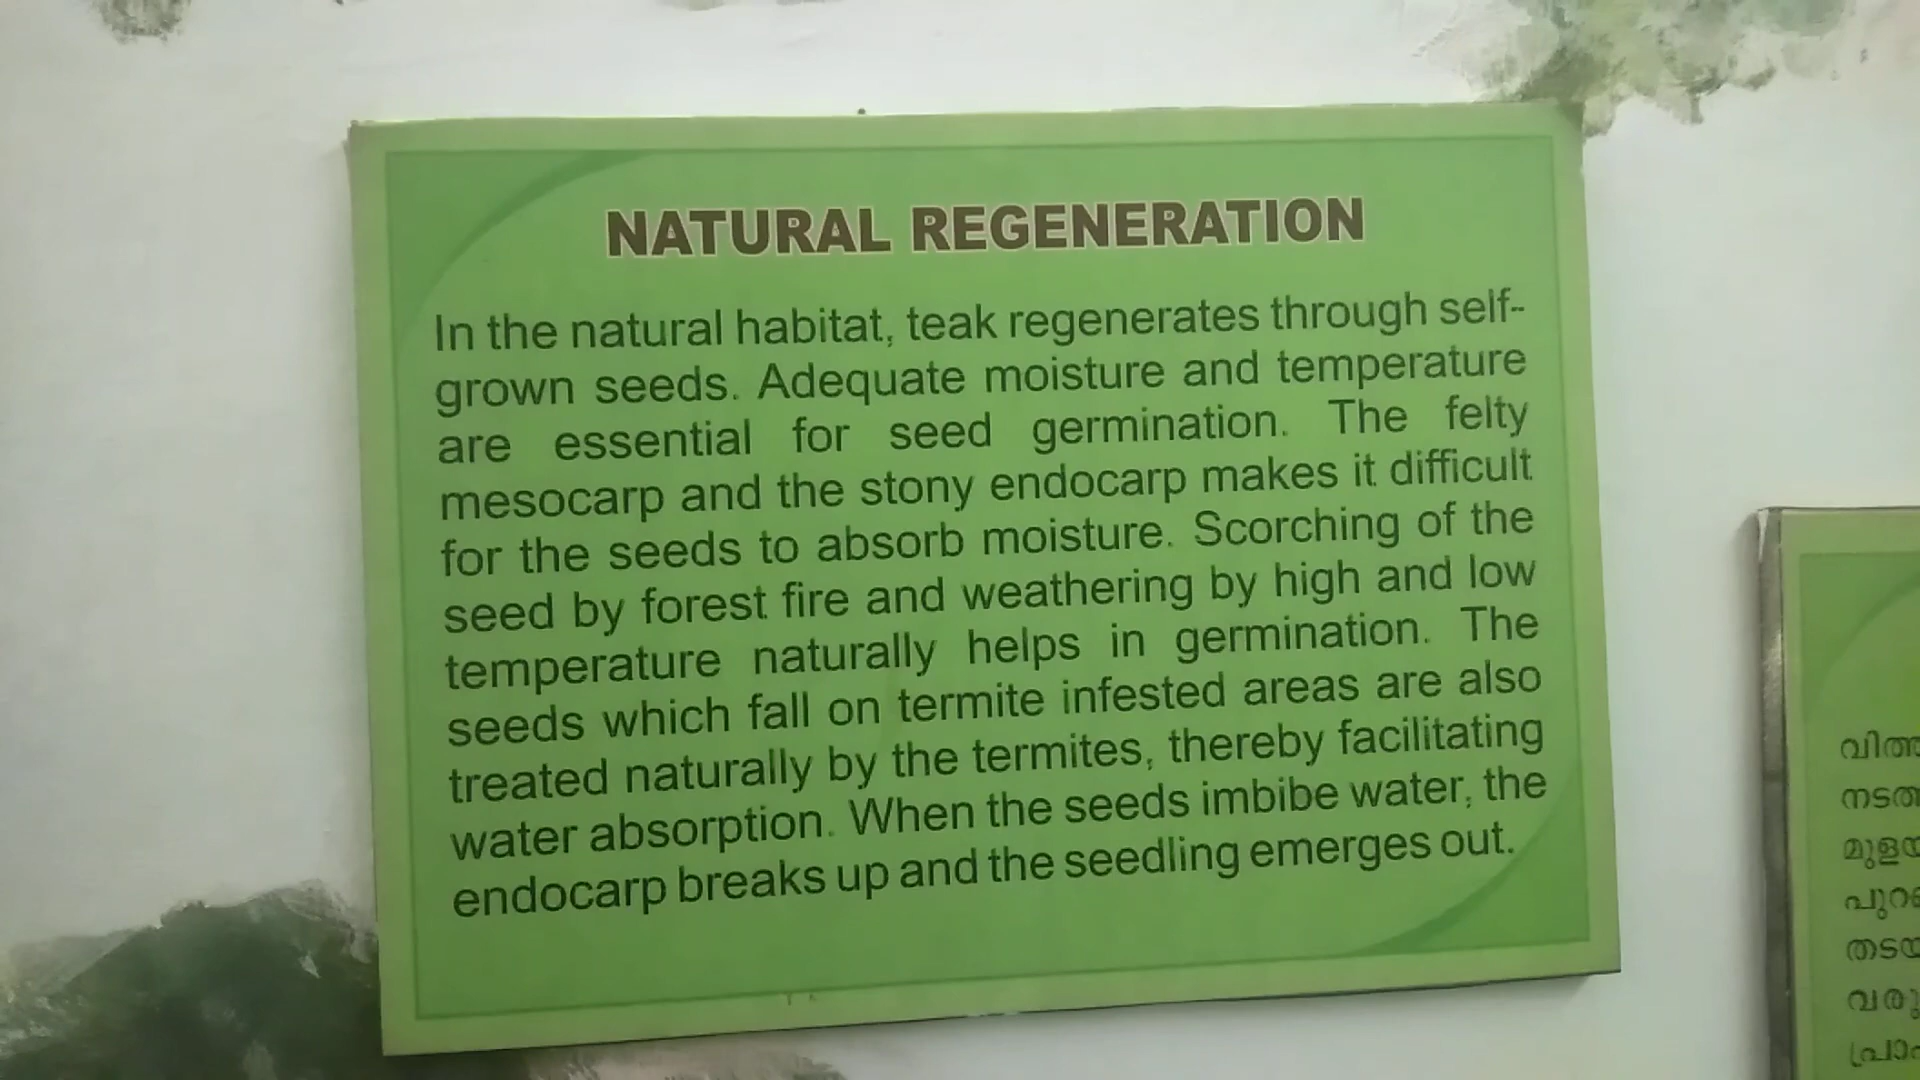 NATURAL REGENERATION
In the natural habitat, teak regenerates through self-
grown seeds. Adequate moisture and temperature
are essential for seed germination. The felty
mesocarp and the stony endocarp makes it difficult
for the seeds to absorb moisture. Scorching of the
seed by forest fire and weathering by high and low
temperature naturally helps in germination. The
seeds which fall on termite infested areas are also
treated naturally by the termites, thereby facilitating
water absorption. When the seeds imbibe water, the
endocarp breaks up and the seedling emerges out.